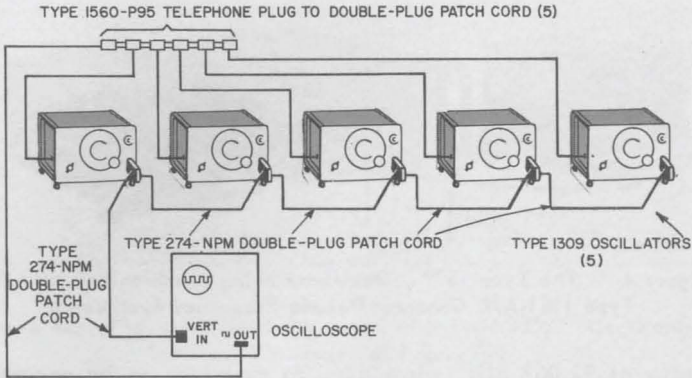 TYPE 1560-P95 TELEPHONE PLUG TO DOUBLE-PLUG PATCH CORD (5)
TYPE 274-NPM DOUBLE-PLUG PATCH CORD
TYPE 1309 OSCILLATORS
(5)
TYPE
274-NPM
DOUBLE-PLUG
PATCH
CORD
VERT
IN
OUT
OSCILLOSCOPE